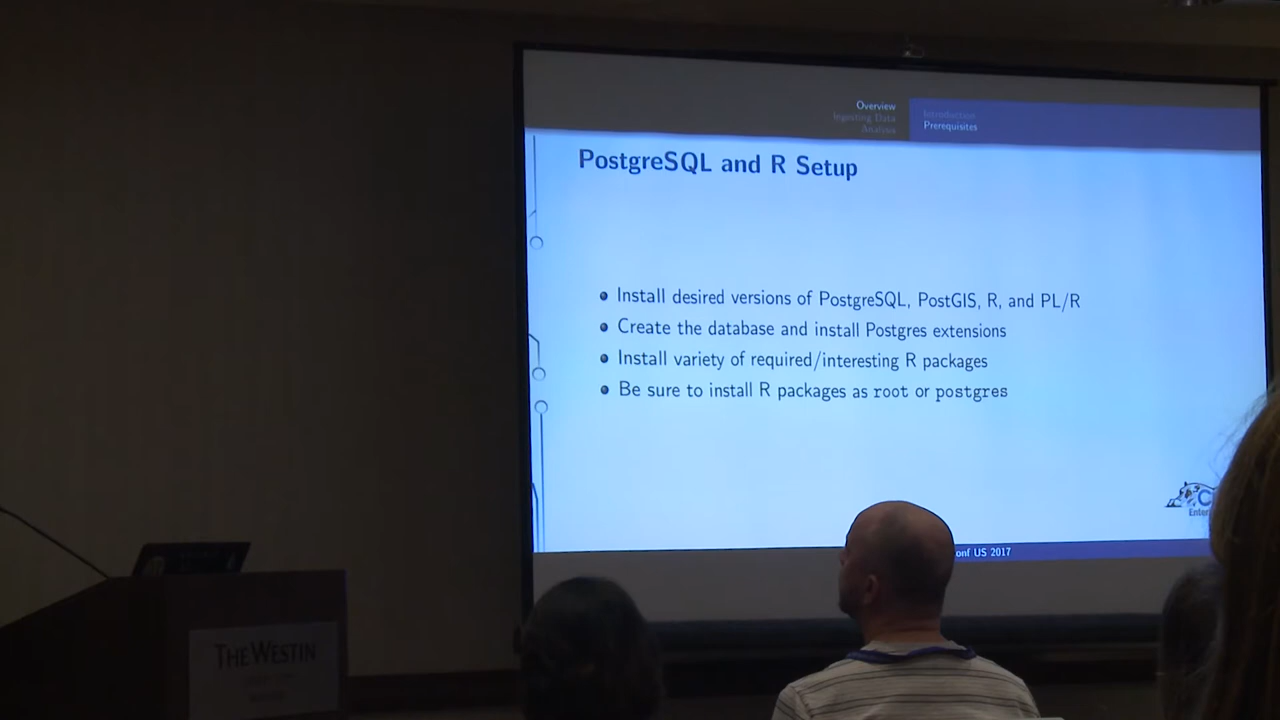 Overview
Ingesting Data
Analysis
Introduction
Prerequisites
PostgreSQL and R Setup
Install desired versions of PostgreSQL, PostGIS, R, and PL/R
Create the database and install Postgres extensions
Install variety of required/interesting R packages
Be sure to install R packages as root or postgres
C
Enter
onf US 2017
THE WESTIN